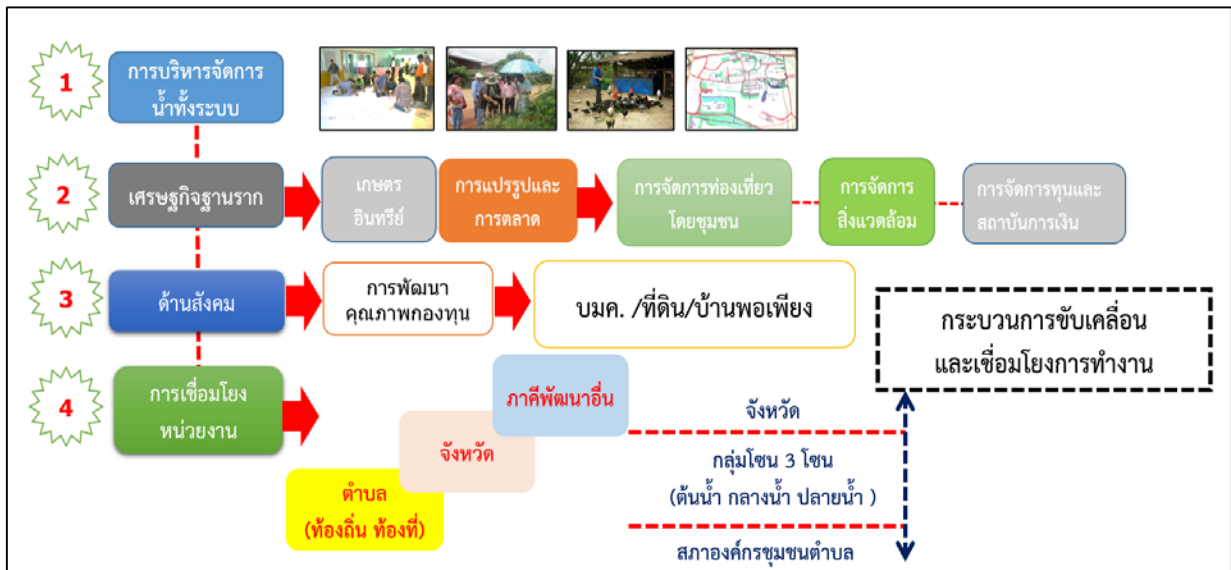 1
การบริหารจัดการ
น้ำทั้งระบบ
2
เศรษฐกิจฐานราก
เกษตร
อินทรีย์
การแปรรูปและ
การตลาด
การจัดการท่องเที่ยว
โดยชุมชน
การจัดการ
สิ่งแวดล้อม
การจัดการทุนและ
สถาบันการเงิน
3
ด้านสังคม
การพัฒนา
คุณภาพกองทุน
บมค. /ที่ดิน/บ้านพอเพียง
กระบวนการขับเคลื่อน
และเชื่อมโยงการทำงาน
4
การเชื่อมโยง
หน่วยงาน
ตำบล
(ท้องถิ่น ท้องที่)
จังหวัด
ภาคีพัฒนาอื่น
จังหวัด
กลุ่มโซน 3 โซน
(ต้นน้ำ กลางน้ำ ปลายน้ำ )
สภาองค์กรชุมชนตำบล